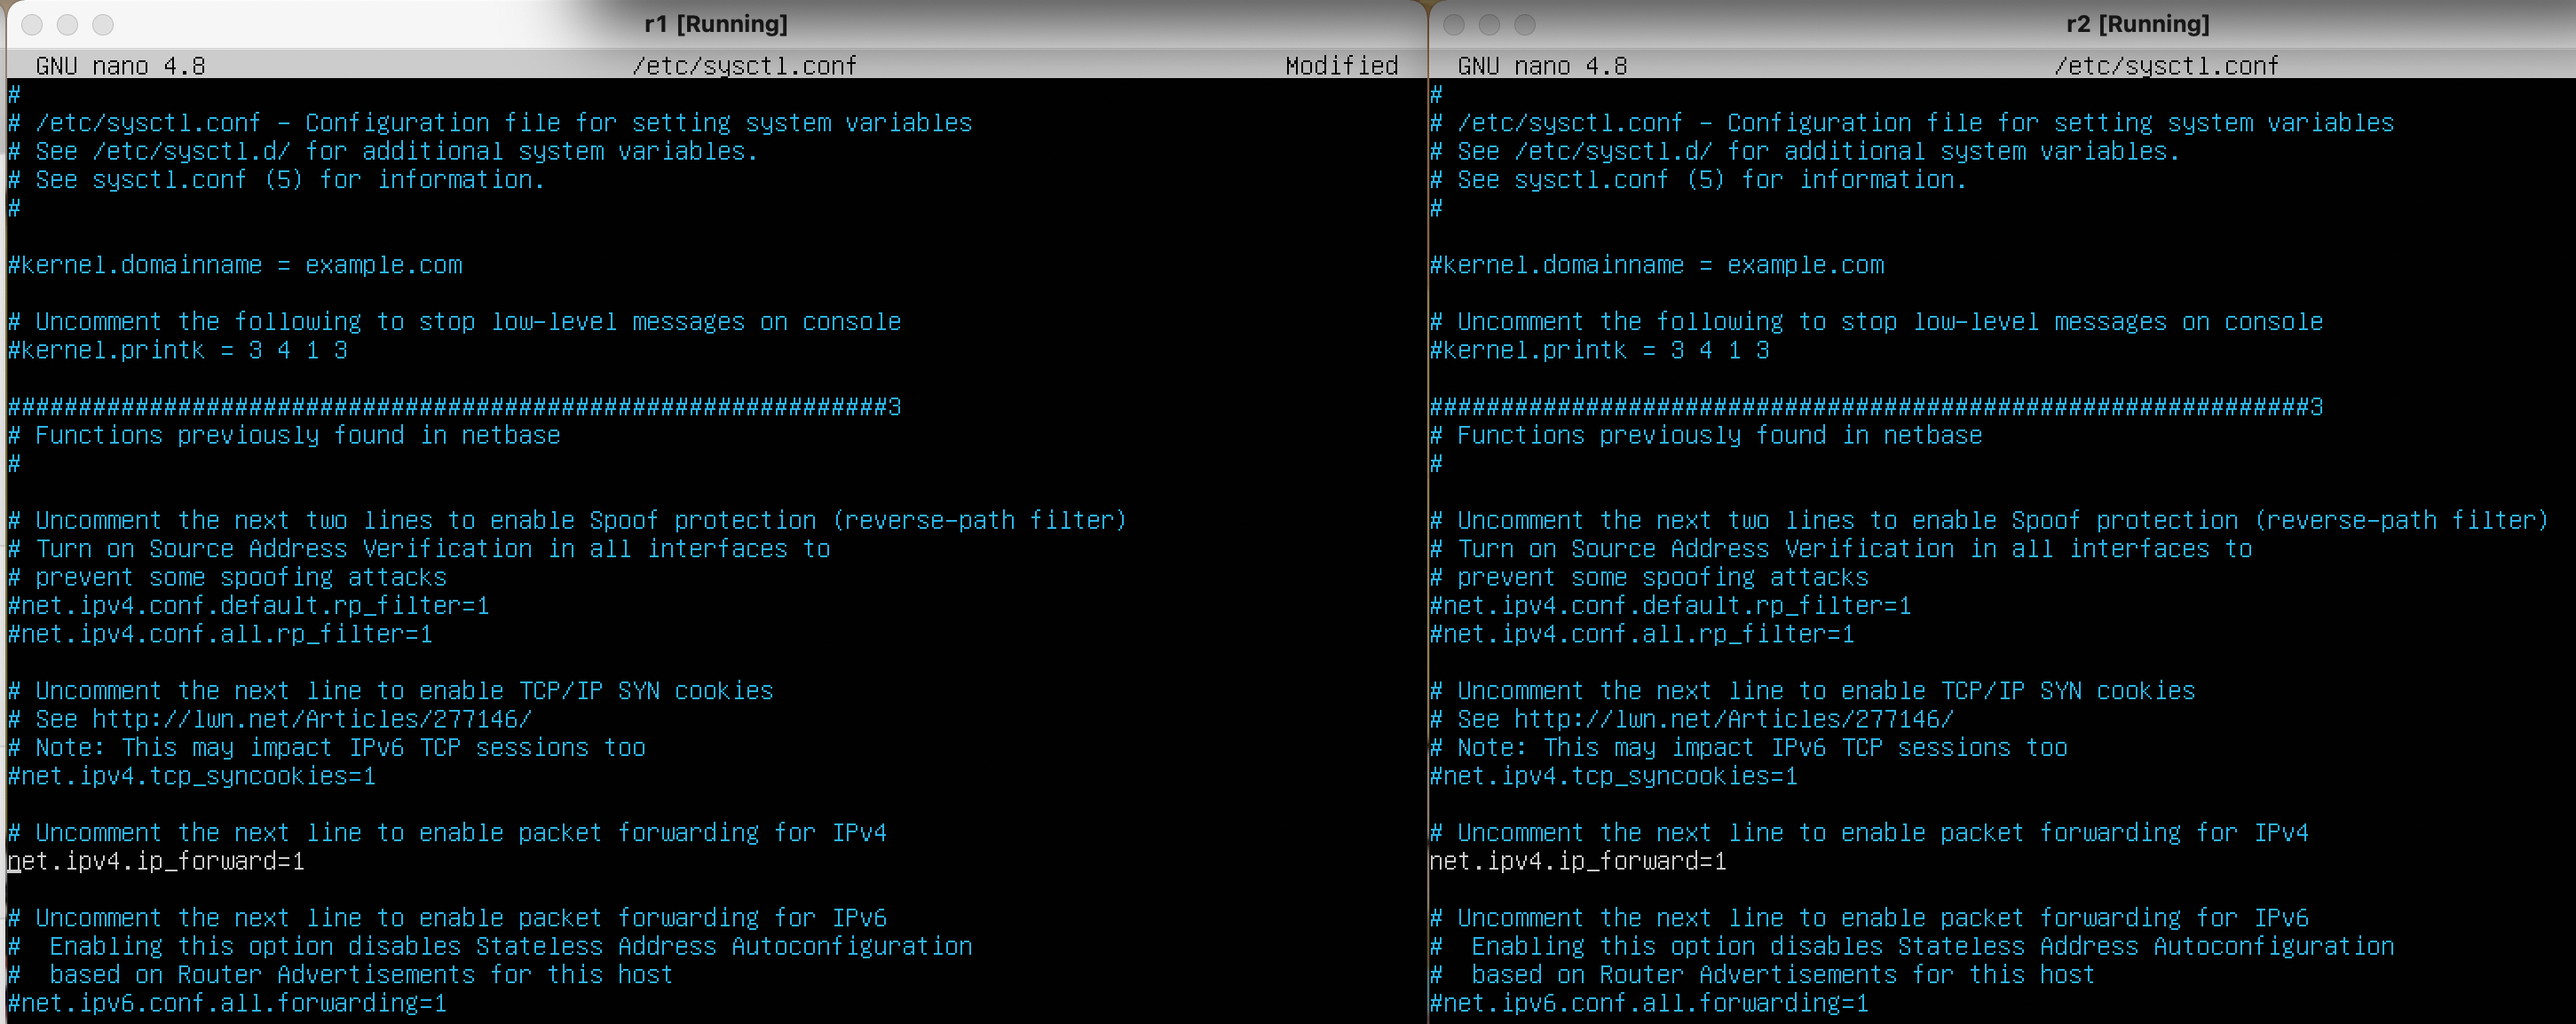 r1 [Running]
GNU nano 4.8 /etc/sysctl.conf Modified
#
# /etc/sysctl.conf - Configuration file for setting system variables
# See /etc/sysctl.d/ for additional system variables.
# See sysctl.conf (5) for information.
#
#kernel.domainname = example.com
# Uncomment the following to stop low-level messages on console
#kernel.printk = 3 4 1 3
##############################################################3
# Functions previously found in netbase
#
# Uncomment the next two lines to enable Spoof protection (reverse-path filter)
# Turn on Source Address Verification in all interfaces to
# prevent some spoofing attacks
#net.ipv4.conf.default.rp_filter=1
#net.ipv4.conf.all.rp_filter=1
# Uncomment the next line to enable TCP/IP SYN cookies
# See http://lwn.net/Articles/277146/
# Note: This may impact IPv6 TCP sessions too
#net.ipv4.tcp_syncookies=1
# Uncomment the next line to enable packet forwarding for IPv4
net.ipv4.ip_forward=1
# Uncomment the next line to enable packet forwarding for IPv6
#  Enabling this option disables Stateless Address Autoconfiguration
#  based on Router Advertisements for this host
#net.ipv6.conf.all.forwarding=1
r2 [Running]
GNU nano 4.8 /etc/sysctl.conf
#
# /etc/sysctl.conf - Configuration file for setting system variables
# See /etc/sysctl.d/ for additional system variables.
# See sysctl.conf (5) for information.
#
#kernel.domainname = example.com
# Uncomment the following to stop low-level messages on console
#kernel.printk = 3 4 1 3
##############################################################3
# Functions previously found in netbase
#
# Uncomment the next two lines to enable Spoof protection (reverse-path filter)
# Turn on Source Address Verification in all interfaces to
# prevent some spoofing attacks
#net.ipv4.conf.default.rp_filter=1
#net.ipv4.conf.all.rp_filter=1
# Uncomment the next line to enable TCP/IP SYN cookies
# See http://lwn.net/Articles/277146/
# Note: This may impact IPv6 TCP sessions too
#net.ipv4.tcp_syncookies=1
# Uncomment the next line to enable packet forwarding for IPv4
net.ipv4.ip_forward=1
# Uncomment the next line to enable packet forwarding for IPv6
#  Enabling this option disables Stateless Address Autoconfiguration
#  based on Router Advertisements for this host
#net.ipv6.conf.all.forwarding=1